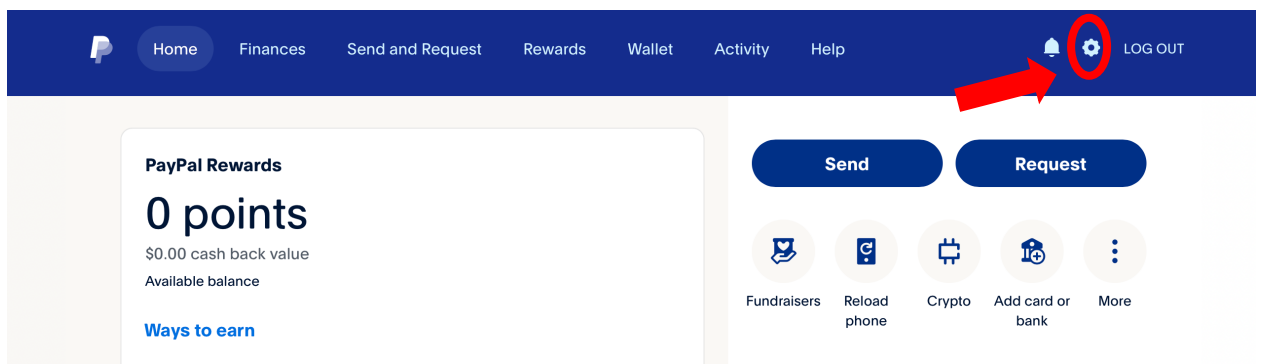 Home Finances Send and Request Rewards Wallet Activity Help LOG OUT
PayPal Rewards
0 points
$0.00 cash back value
Available balance
Ways to earn
Send Request
Fundraisers Reload phone Crypto Add card or bank More